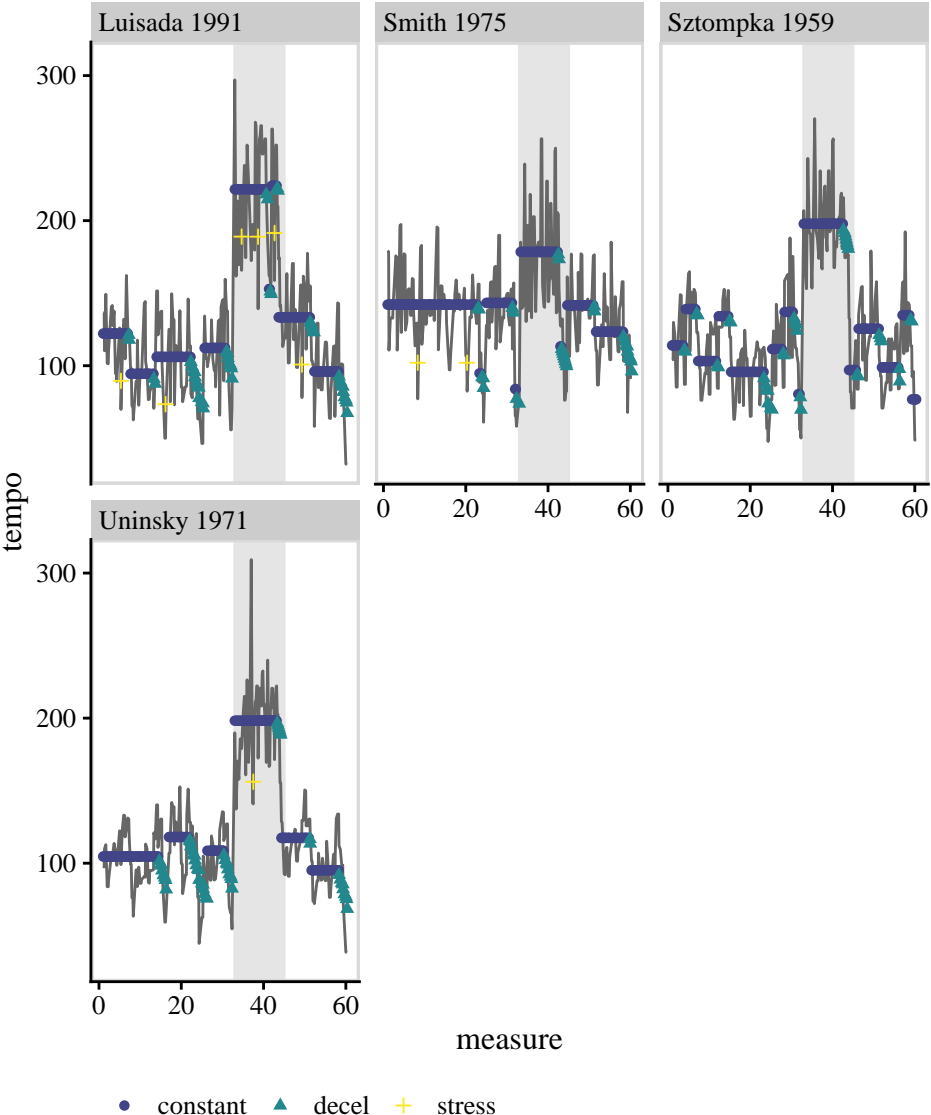 Luisada 1991 Smith 1975 Sztompka 1959
300
200
100
0 20 40 60 0 20 40 60
Uninsky 1971
300
200
100
0 20 40 60
tempo
measure
constant decel stress